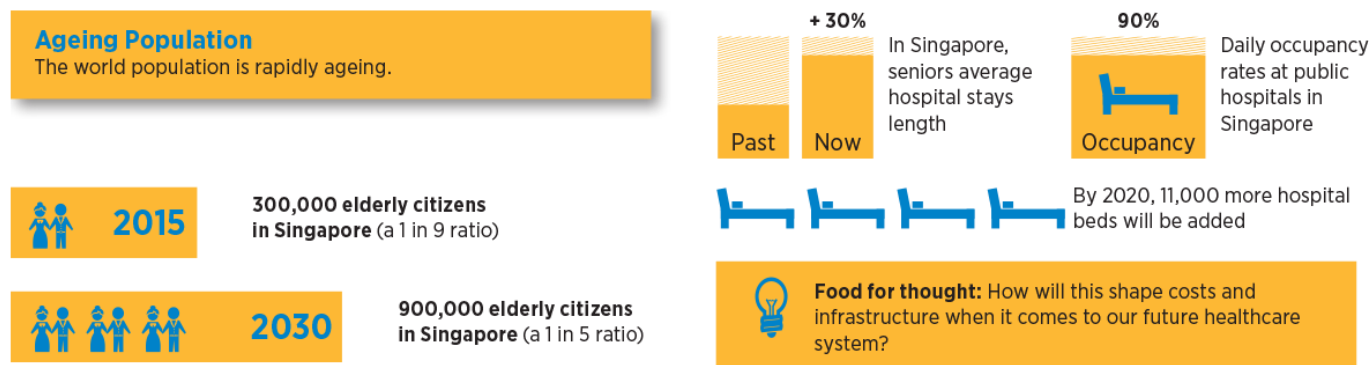 Ageing Population
The world population is rapidly ageing.
2015
300,000 elderly citizens
in Singapore (a 1 in 9 ratio)
2030
900,000 elderly citizens
in Singapore (a 1 in 5 ratio)
+ 30%
Past
Now
In Singapore,
seniors average
hospital stays
length
90%
Occupancy
Daily occupancy
rates at public
hospitals in
Singapore
By 2020, 11,000 more hospital
beds will be added
Food for thought: How will this shape costs and
infrastructure when it comes to our future healthcare
system?